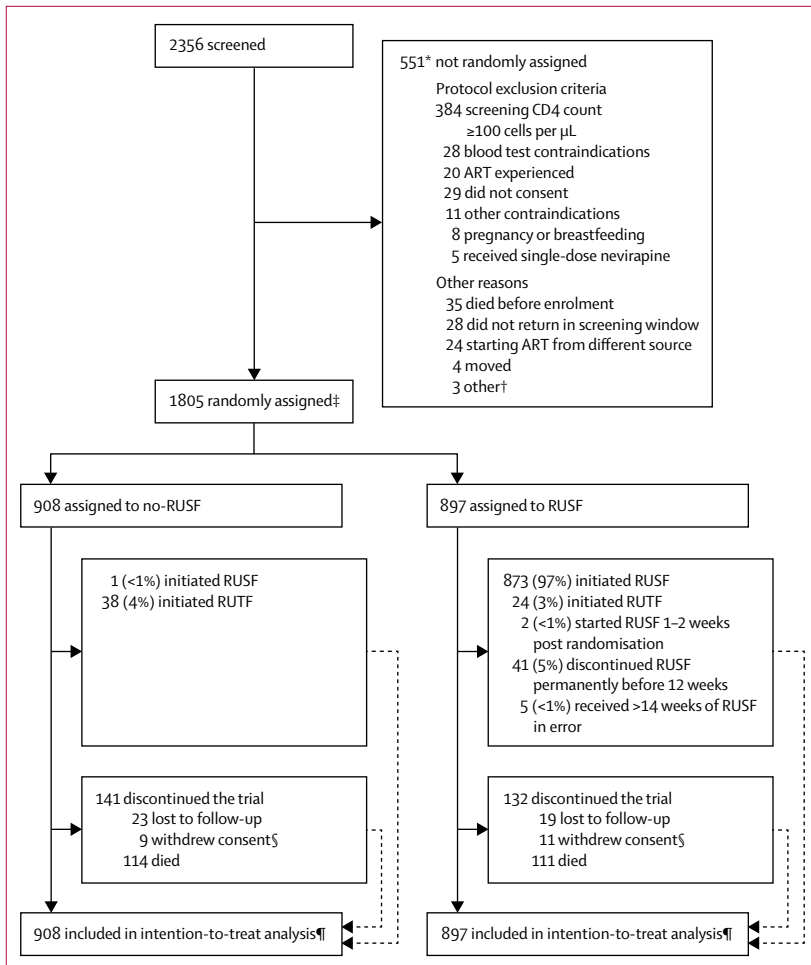 2356 screened
551* not randomly assigned
Protocol exclusion criteria
384 screening CD4 count
≥100 cells per µL
28 blood test contraindications
20 ART experienced
29 did not consent
11 other contraindications
8 pregnancy or breastfeeding
5 received single-dose nevirapine
Other reasons
35 died before enrolment
28 did not return in screening window
24 starting ART from different source
4 moved
3 other†
1805 randomly assigned‡
908 assigned to no-RUSF
1 (<1%) initiated RUSF
38 (4%) initiated RUTF
141 discontinued the trial
23 lost to follow-up
9 withdrew consent§
114 died
908 included in intention-to-treat analysis¶
897 assigned to RUSF
873 (97%) initiated RUSF
24 (3%) initiated RUTF
2 (<1%) started RUSF 1–2 weeks
post randomisation
41 (5%) discontinued RUSF
permanently before 12 weeks
5 (<1%) received >14 weeks of RUSF
in error
132 discontinued the trial
19 lost to follow-up
11 withdrew consent§
111 died
897 included in intention-to-treat analysis¶